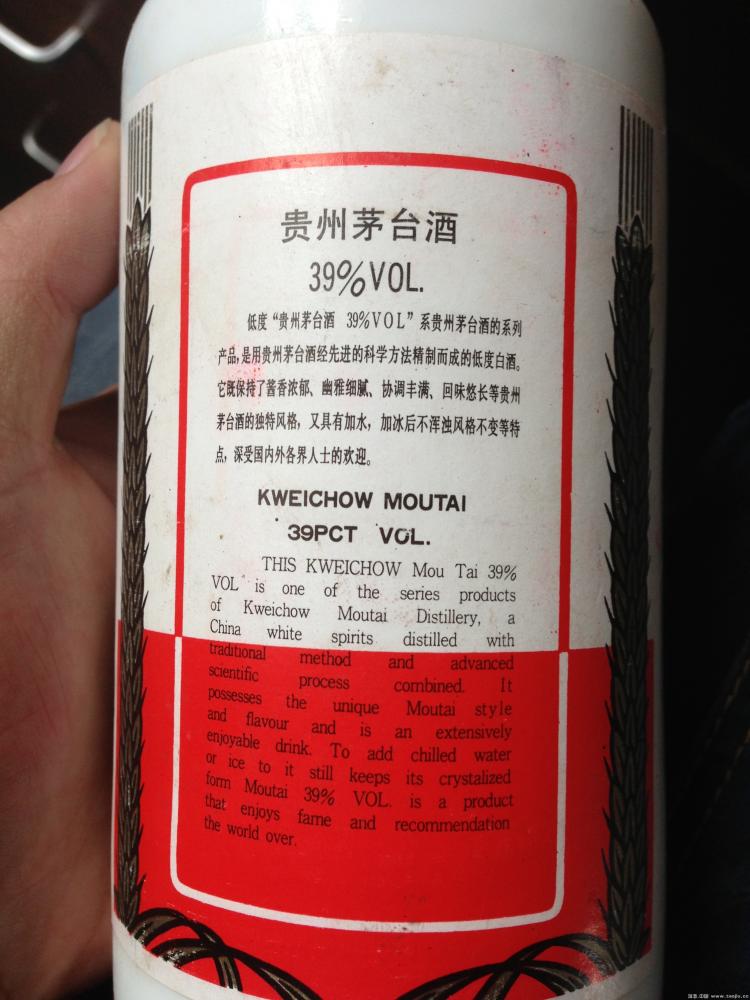 贵州茅台酒
39%VOL.
低度“贵州茅台酒 39%VOL”系贵州茅台酒的系列
产品,是用贵州茅台酒经先进的科学方法精制而成的低度白酒。
它既保持了酱香浓郁、幽雅细腻、协调丰满、回味悠长等贵州
茅台酒的独特风格，又具有加水，加冰后不浑浊风格不变等特
点，深受国内外各界人士的欢迎。
KWEICHOW MOUTAI
39PCT VOL.
THIS KWEICHOW Mou Tai 39%
VOL is one of the series products
of Kweichow Moutai Distillery, a
China white spirits distilled with
traditional method and advanced
scientific process combined. It
possesses the unique Moutai style
and flavour and is an extensively
enjoyable drink. To add chilled water
or ice to it still keeps its crystalized
form Moutai 39% VOL. is a product
that enjoys fame and recommendation
the world over.
www.taojiu.cc